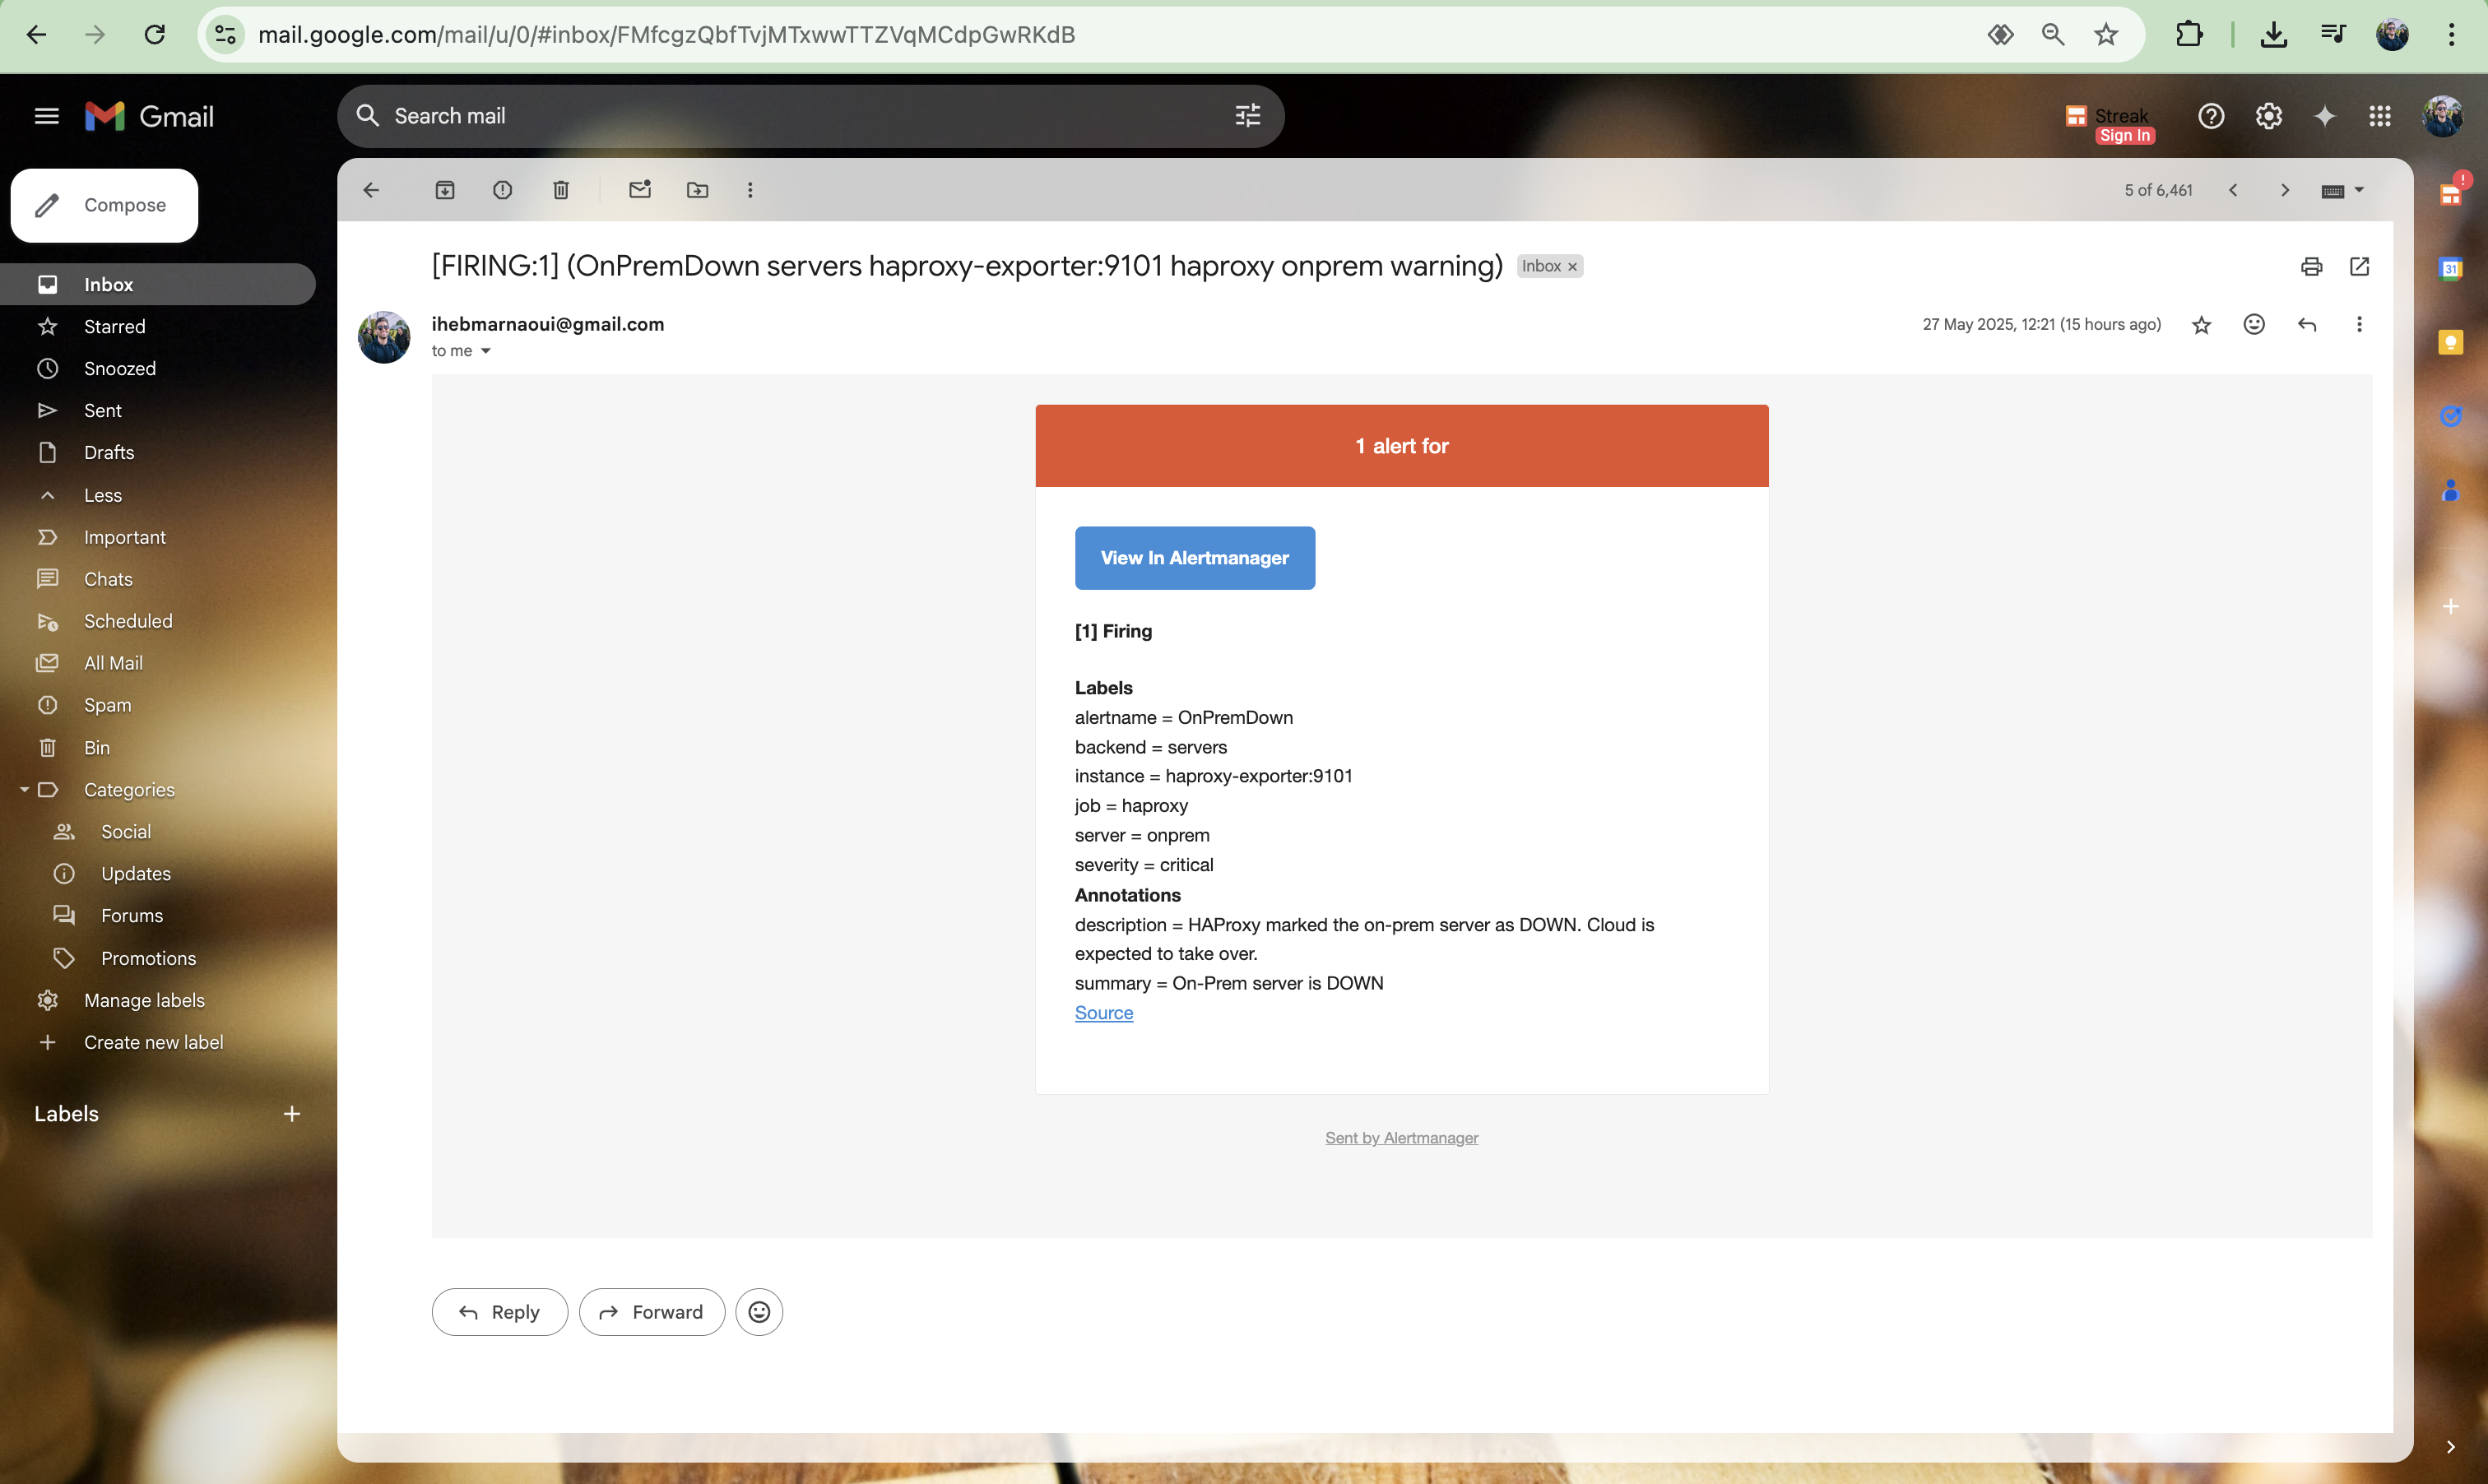 mail.google.com/mail/u/0/#inbox/FMfcgzQbfTvjMTxwwTTZVqMCdpGwRKdB
Gmail
Search mail
Streak
Sign In
Compose
5 of 6,461
Inbox
Starred
Snoozed
Sent
Drafts
Less
Important
Chats
Scheduled
All Mail
Spam
Bin
Categories
Social
Updates
Forums
Promotions
Manage labels
Create new label
Labels
[FIRING:1] (OnPremDown servers haproxy-exporter:9101 haproxy onprem warning)
Inbox ×
ihebmarnaoui@gmail.com
27 May 2025, 12:21 (15 hours ago)
to me
1 alert for
View In Alertmanager
[1] Firing
Labels
alertname = OnPremDown
backend = servers
instance = haproxy-exporter:9101
job = haproxy
server = onprem
severity = critical
Annotations
description = HAProxy marked the on-prem server as DOWN. Cloud is
expected to take over.
summary = On-Prem server is DOWN
Source
Sent by Alertmanager
Reply
Forward
31